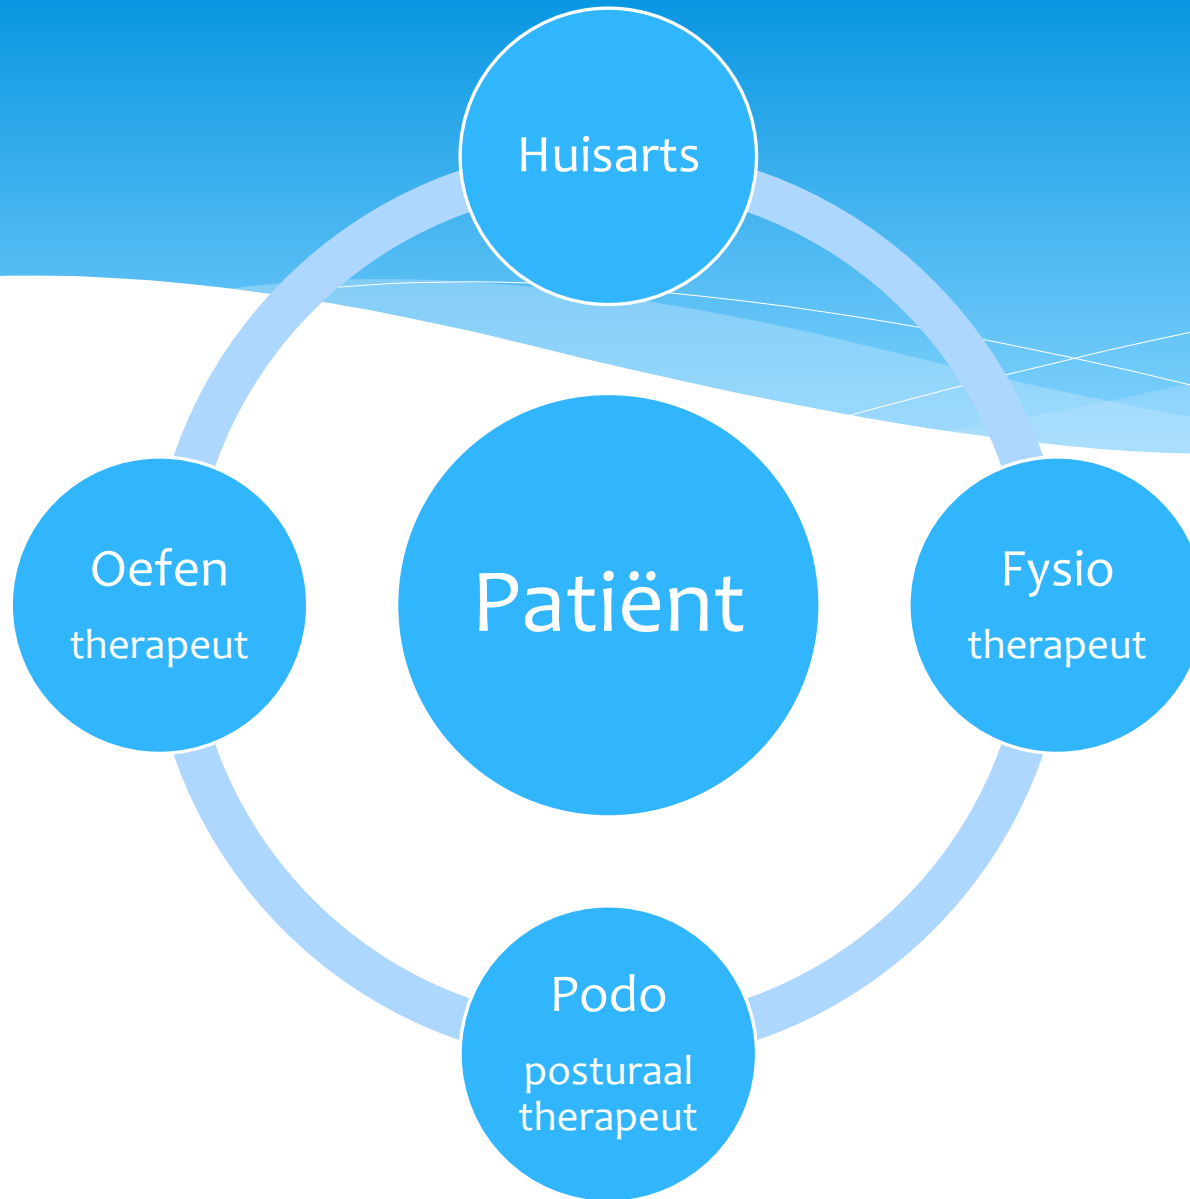 Huisarts
Oefen
therapeut
Patiënt
Fysio
therapeut
Podo
posturaal
therapeut